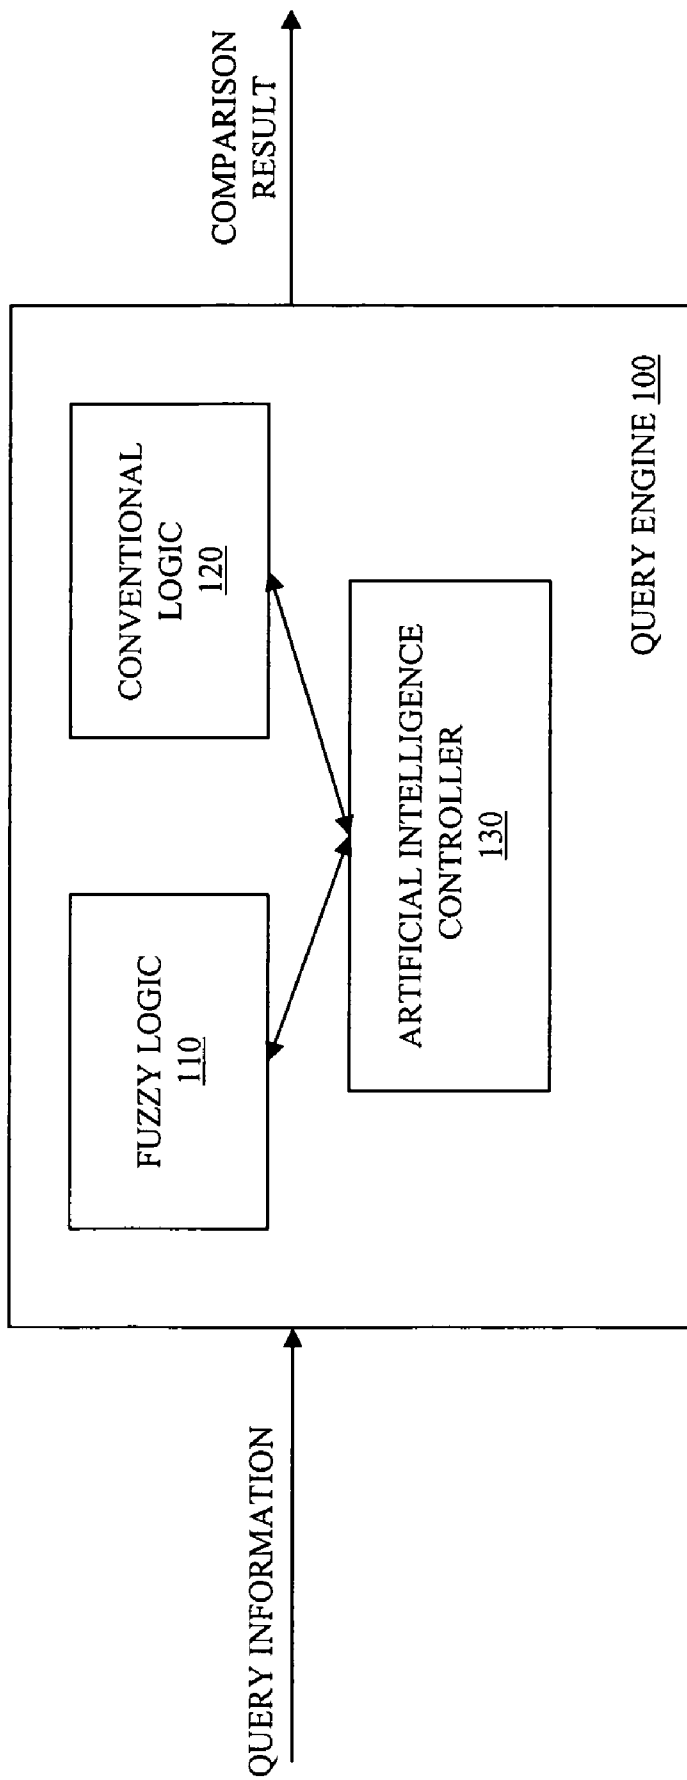 QUERY INFORMATION
FUZZY LOGIC
110
CONVENTIONAL
LOGIC
120
ARTIFICIAL INTELLIGENCE
CONTROLLER
130
QUERY ENGINE 100
COMPARISON
RESULT